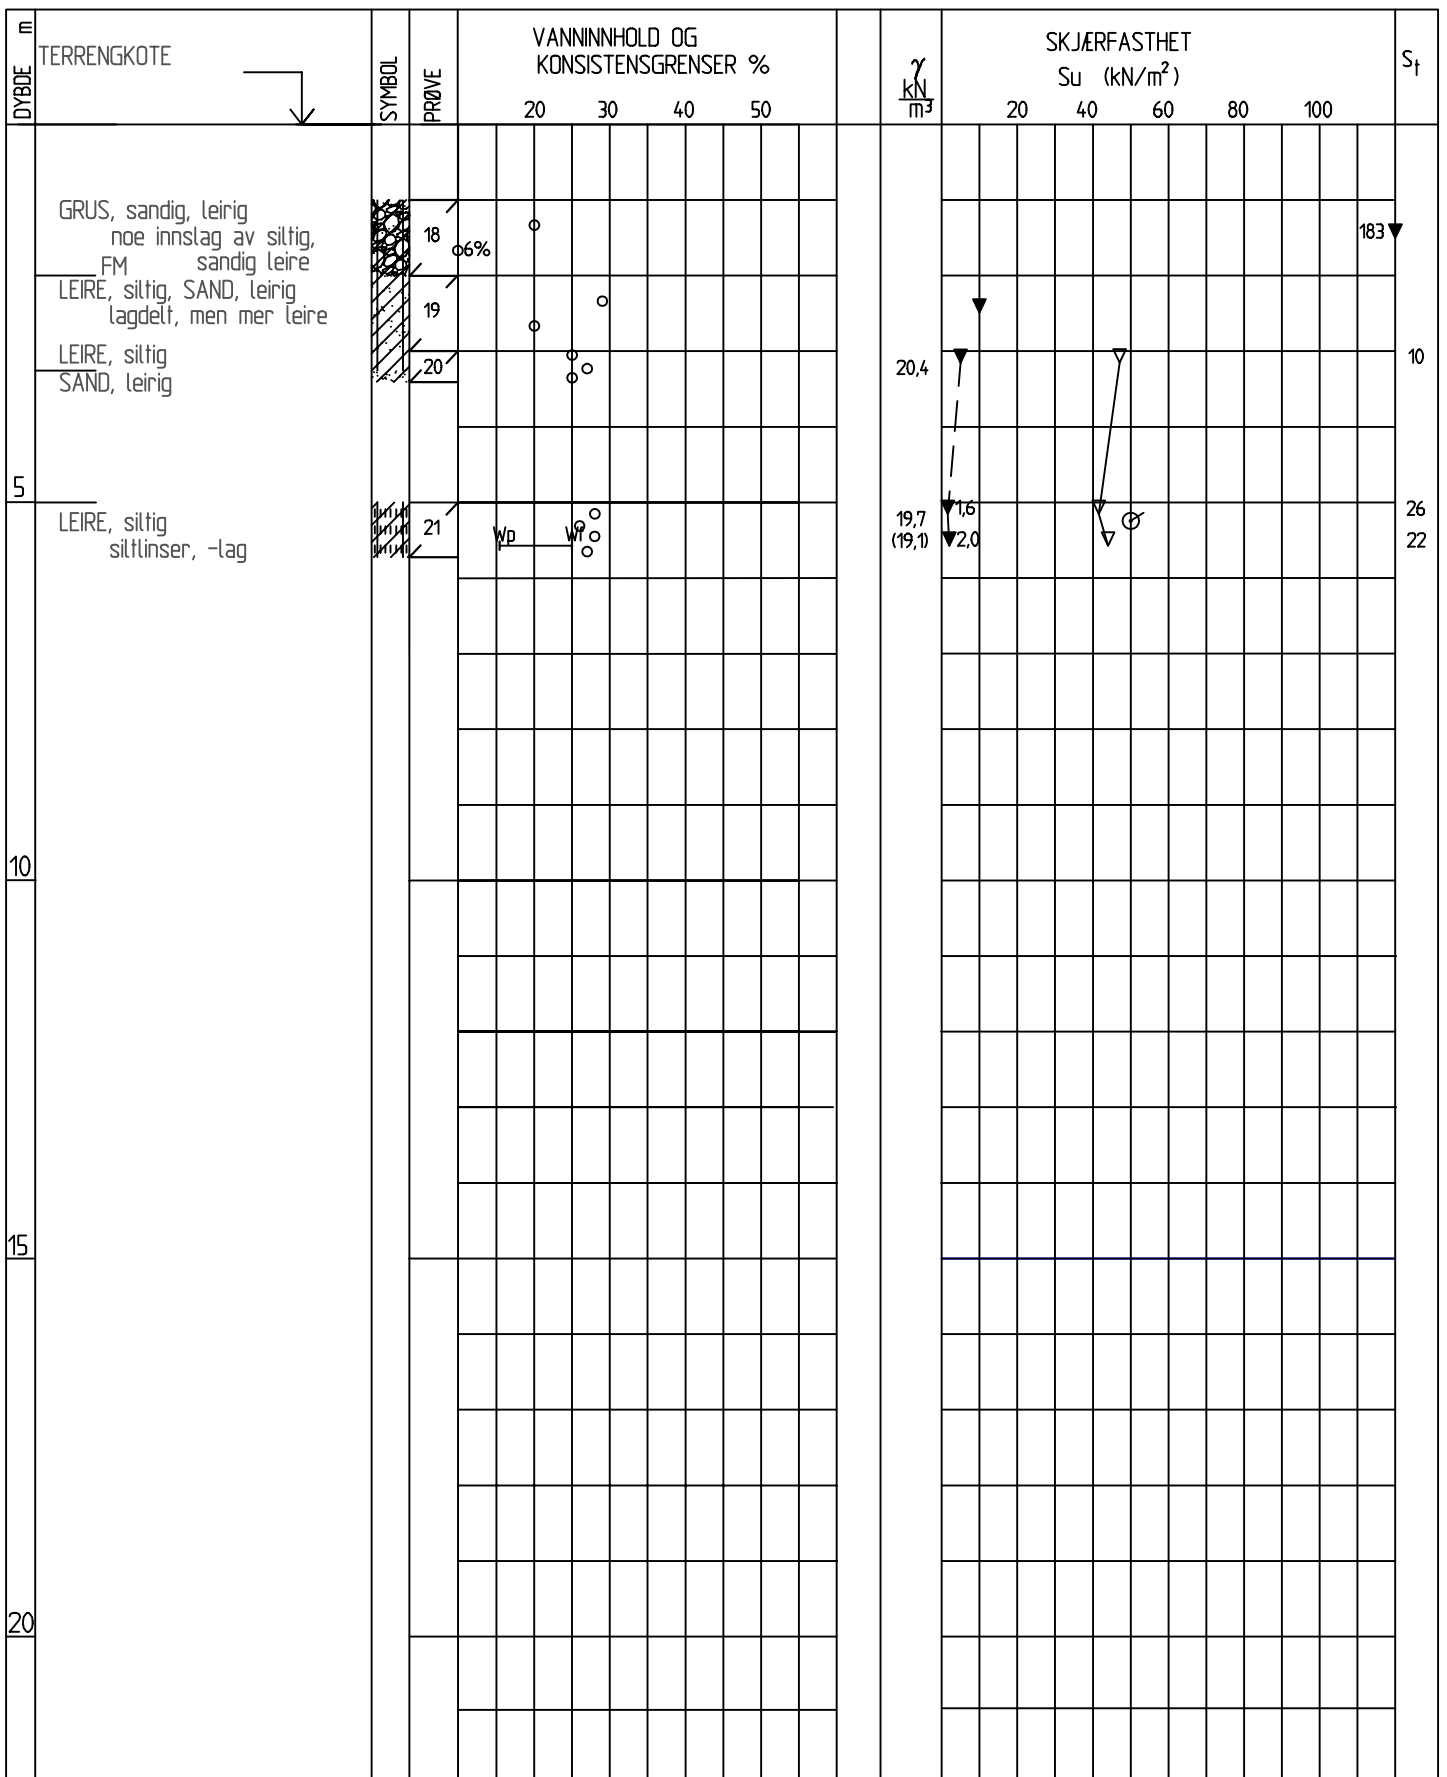 m
DYBDE
TERRENGKOTE
SYMBOL
PRØVE
VANNINNHOLD OG
KONSISTENSGRENSER %
20 30 40 50
γ
kN
m³
SKJÆRFASTHET
Su (kN/m²)
20 40 60 80 100
St
GRUS, sandig, leirig
noe innslag av siltig,
FM sandig leire
18
6%
183
LEIRE, siltig, SAND, leirig
lagdelt, men mer leire
19
LEIRE, siltig
SAND, leirig
20
20,4
10
5
LEIRE, siltig
siltlinser, -lag
21
Wp Wf
19,7
(19,1)
1,6
2,0
26
22
10
15
20